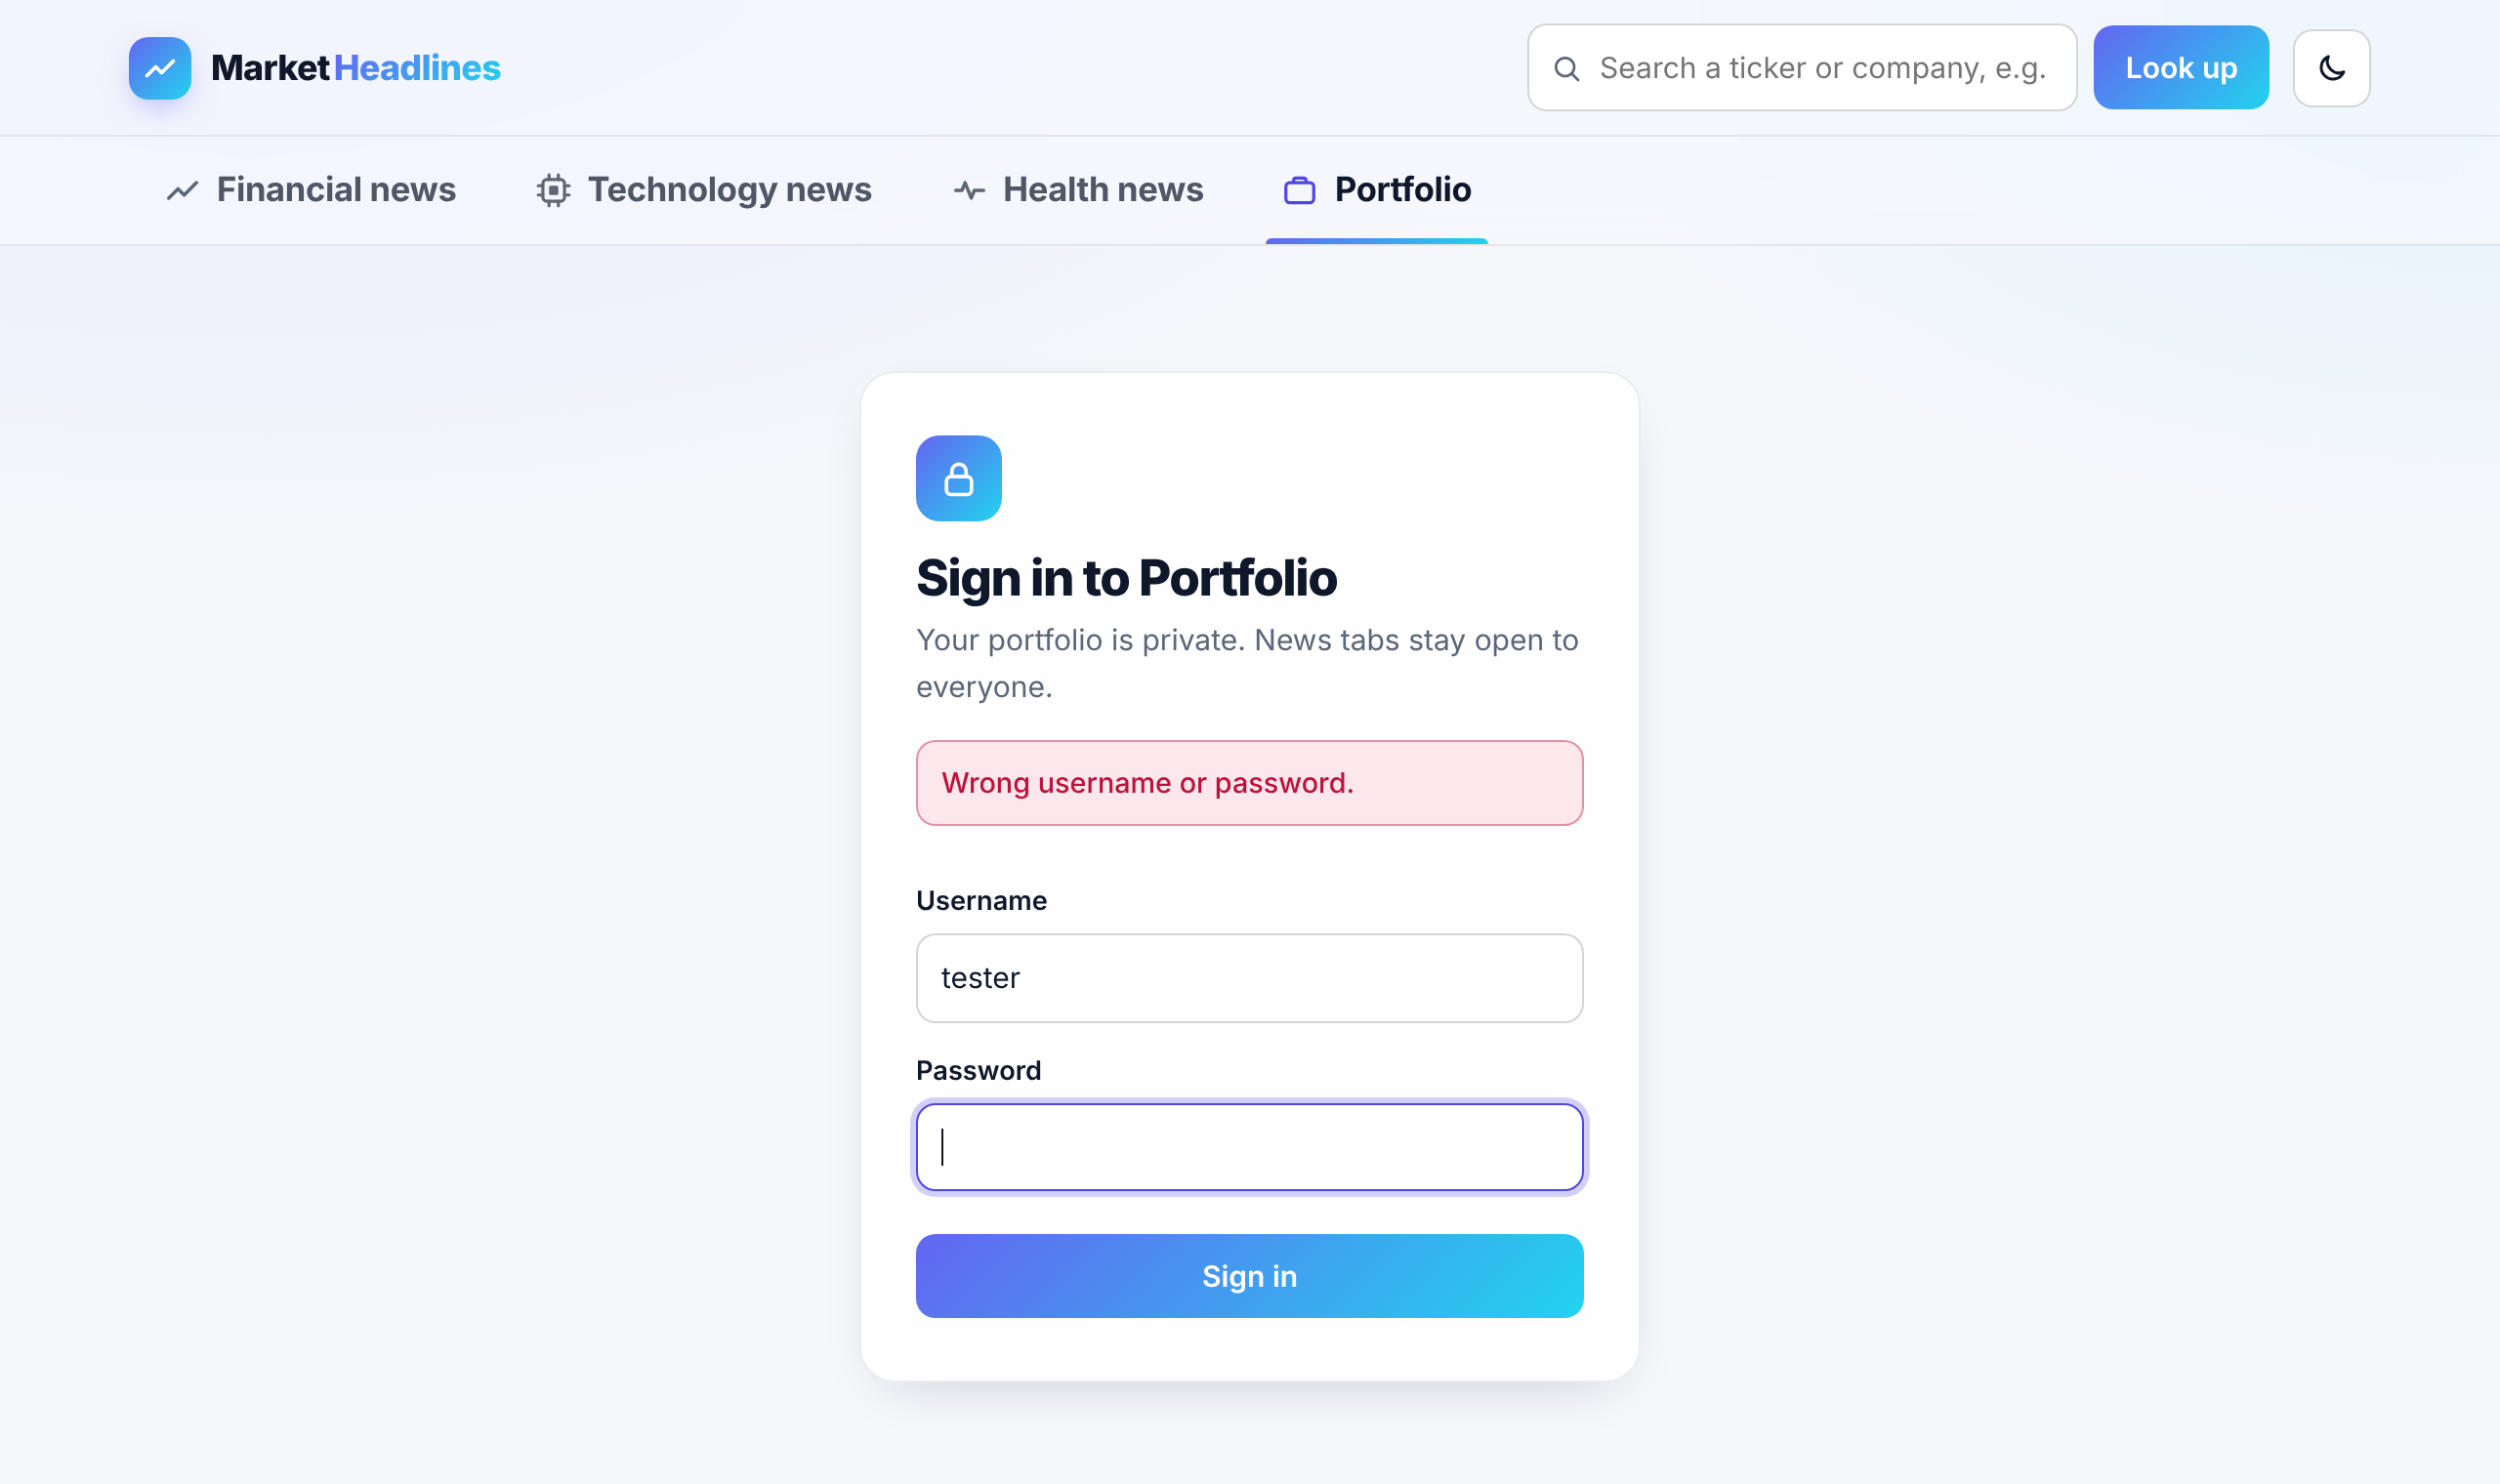 MarketHeadlines
Search a ticker or company, e.g.
Look up
Financial news
Technology news
Health news
Portfolio
Sign in to Portfolio
Your portfolio is private. News tabs stay open to
everyone.
Wrong username or password.
Username
tester
Password
Sign in